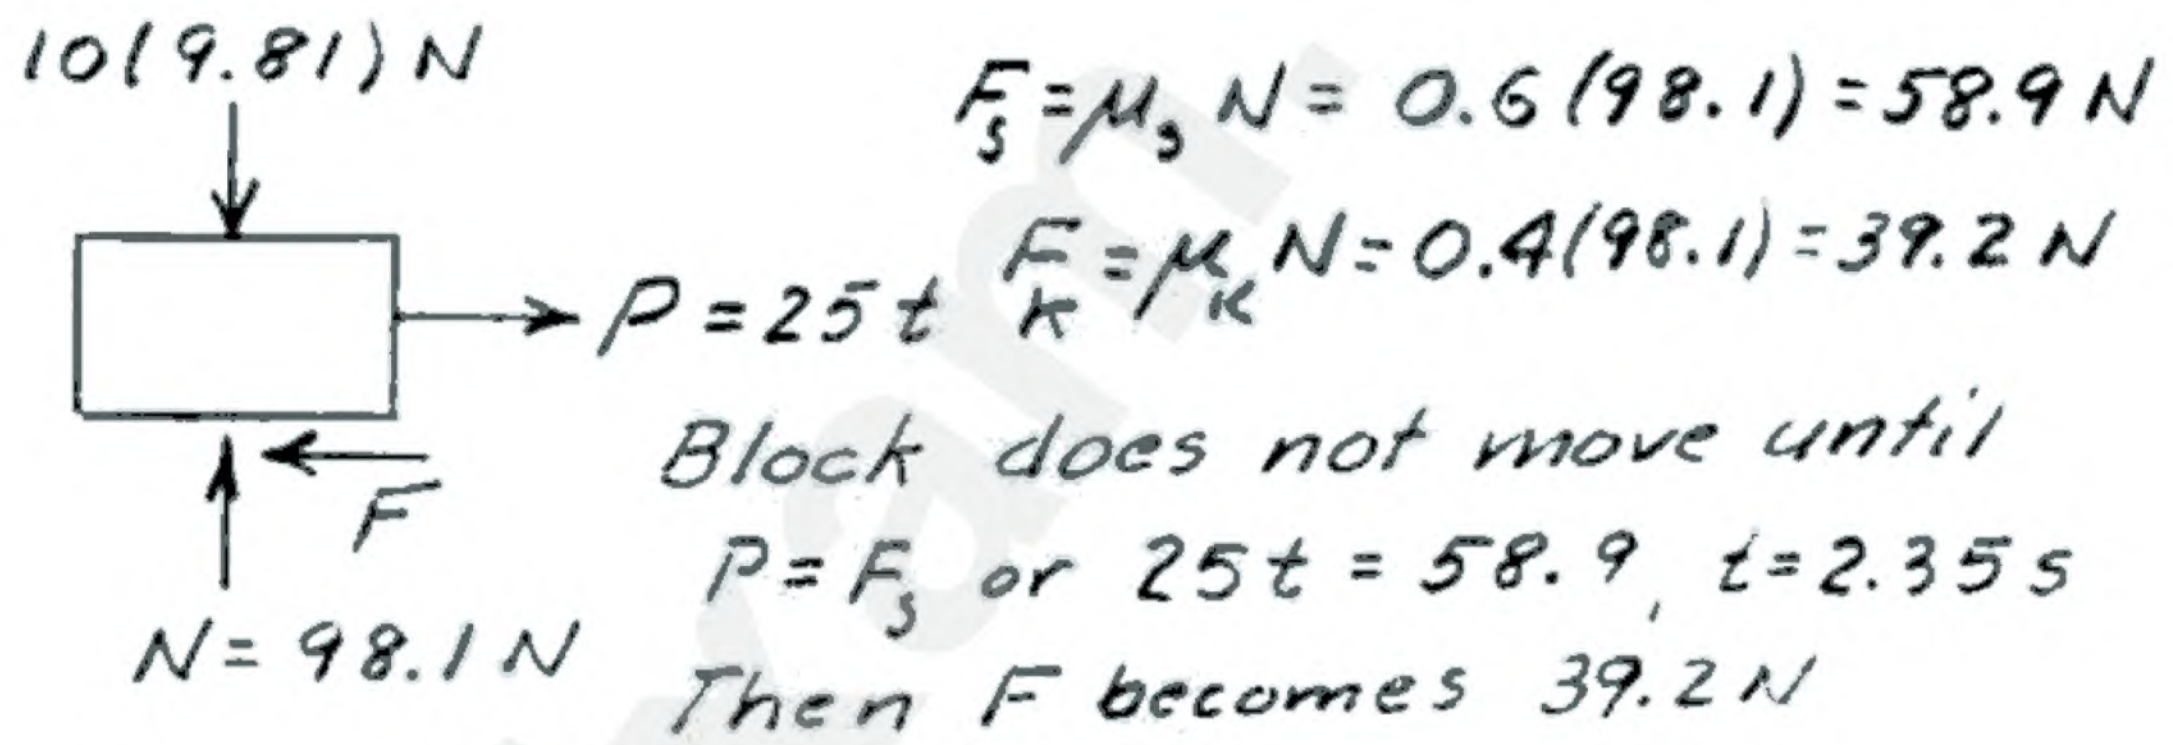 10(9.81) N
F_s = μ_s N = 0.6 (98.1) = 58.9 N
P = 25 t
F_k = μ_k N = 0.4(98.1) = 39.2 N
F
N = 98.1 N
Block does not move until
P = F_s or 25t = 58.9, t = 2.35 s
Then F becomes 39.2 N